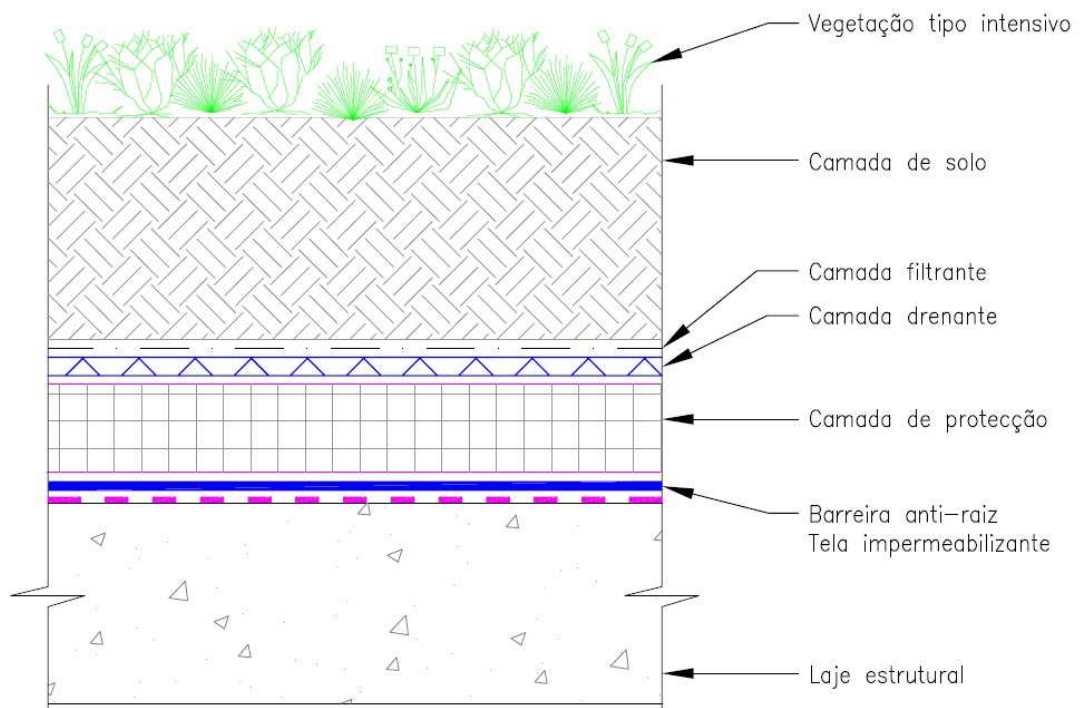 Vegetação tipo intensivo
Camada de solo
Camada filtrante
Camada drenante
Camada de protecção
Barreira anti-raiz
Tela impermeabilizante
Laje estrutural